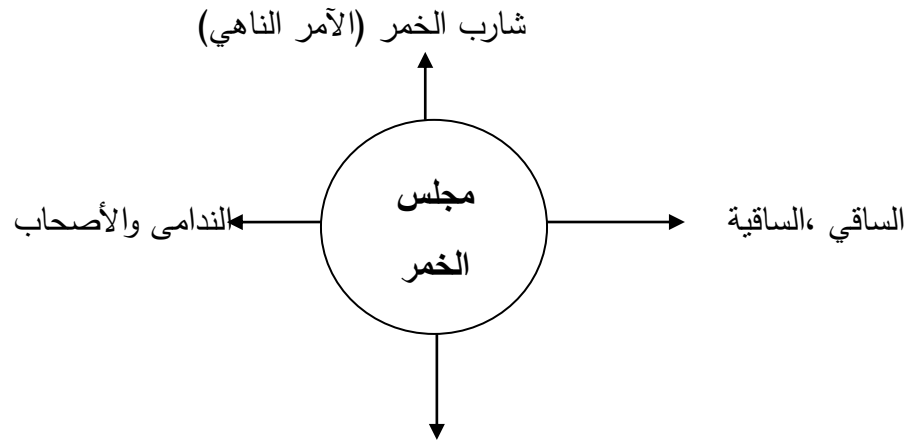 شارب الخمر (الآمر الناهي)
مجلس
الخمر
الساقي ،الساقية
الندامى والأصحاب